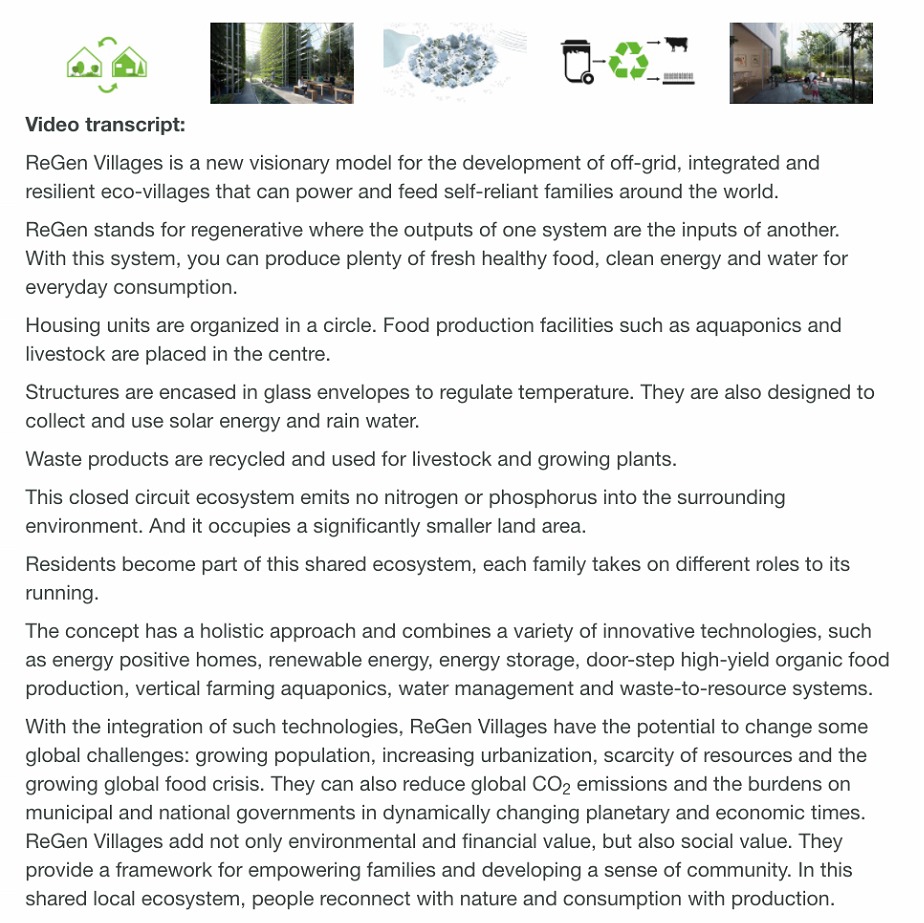 Video transcript:
ReGen Villages is a new visionary model for the development of off-grid, integrated and
resilient eco-villages that can power and feed self-reliant families around the world.
ReGen stands for regenerative where the outputs of one system are the inputs of another.
With this system, you can produce plenty of fresh healthy food, clean energy and water for
everyday consumption.
Housing units are organized in a circle. Food production facilities such as aquaponics and
livestock are placed in the centre.
Structures are encased in glass envelopes to regulate temperature. They are also designed to
collect and use solar energy and rain water.
Waste products are recycled and used for livestock and growing plants.
This closed circuit ecosystem emits no nitrogen or phosphorus into the surrounding
environment. And it occupies a significantly smaller land area.
Residents become part of this shared ecosystem, each family takes on different roles to its
running.
The concept has a holistic approach and combines a variety of innovative technologies, such
as energy positive homes, renewable energy, energy storage, door-step high-yield organic food
production, vertical farming aquaponics, water management and waste-to-resource systems.
With the integration of such technologies, ReGen Villages have the potential to change some
global challenges: growing population, increasing urbanization, scarcity of resources and the
growing global food crisis. They can also reduce global CO₂ emissions and the burdens on
municipal and national governments in dynamically changing planetary and economic times.
ReGen Villages add not only environmental and financial value, but also social value. They
provide a framework for empowering families and developing a sense of community. In this
shared local ecosystem, people reconnect with nature and consumption with production.